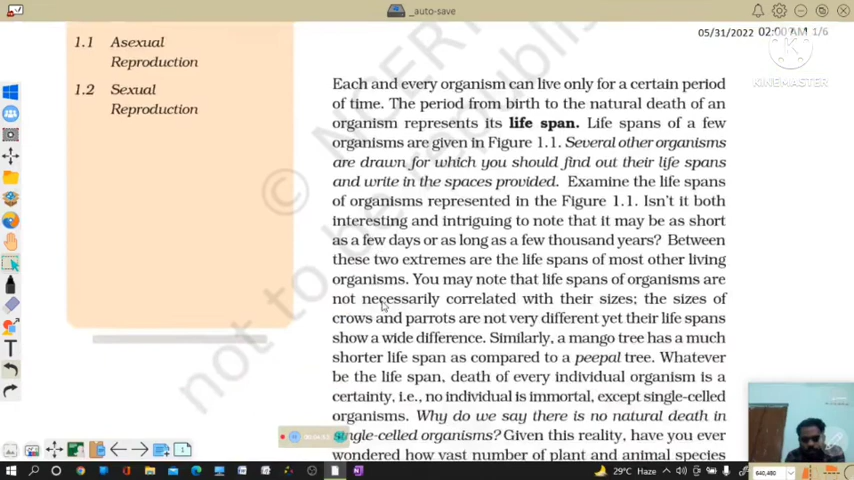 _auto-save
05/31/2022 02:00 AM 1/6
KINEMASTER
1.1 Asexual
Reproduction
1.2 Sexual
Reproduction
© NCERT
not to be republished
Each and every organism can live only for a certain period
of time. The period from birth to the natural death of an
organism represents its life span. Life spans of a few
organisms are given in Figure 1.1. Several other organisms
are drawn for which you should find out their life spans
and write in the spaces provided. Examine the life spans
of organisms represented in the Figure 1.1. Isn't it both
interesting and intriguing to note that it may be as short
as a few days or as long as a few thousand years? Between
these two extremes are the life spans of most other living
organisms. You may note that life spans of organisms are
not necessarily correlated with their sizes; the sizes of
crows and parrots are not very different yet their life spans
show a wide difference. Similarly, a mango tree has a much
shorter life span as compared to a peepal tree. Whatever
be the life span, death of every individual organism is a
certainty, i.e., no individual is immortal, except single-celled
organisms. Why do we say there is no natural death in
single-celled organisms? Given this reality, have you ever
wondered how vast number of plant and animal species
1
29°C Haze
640,480